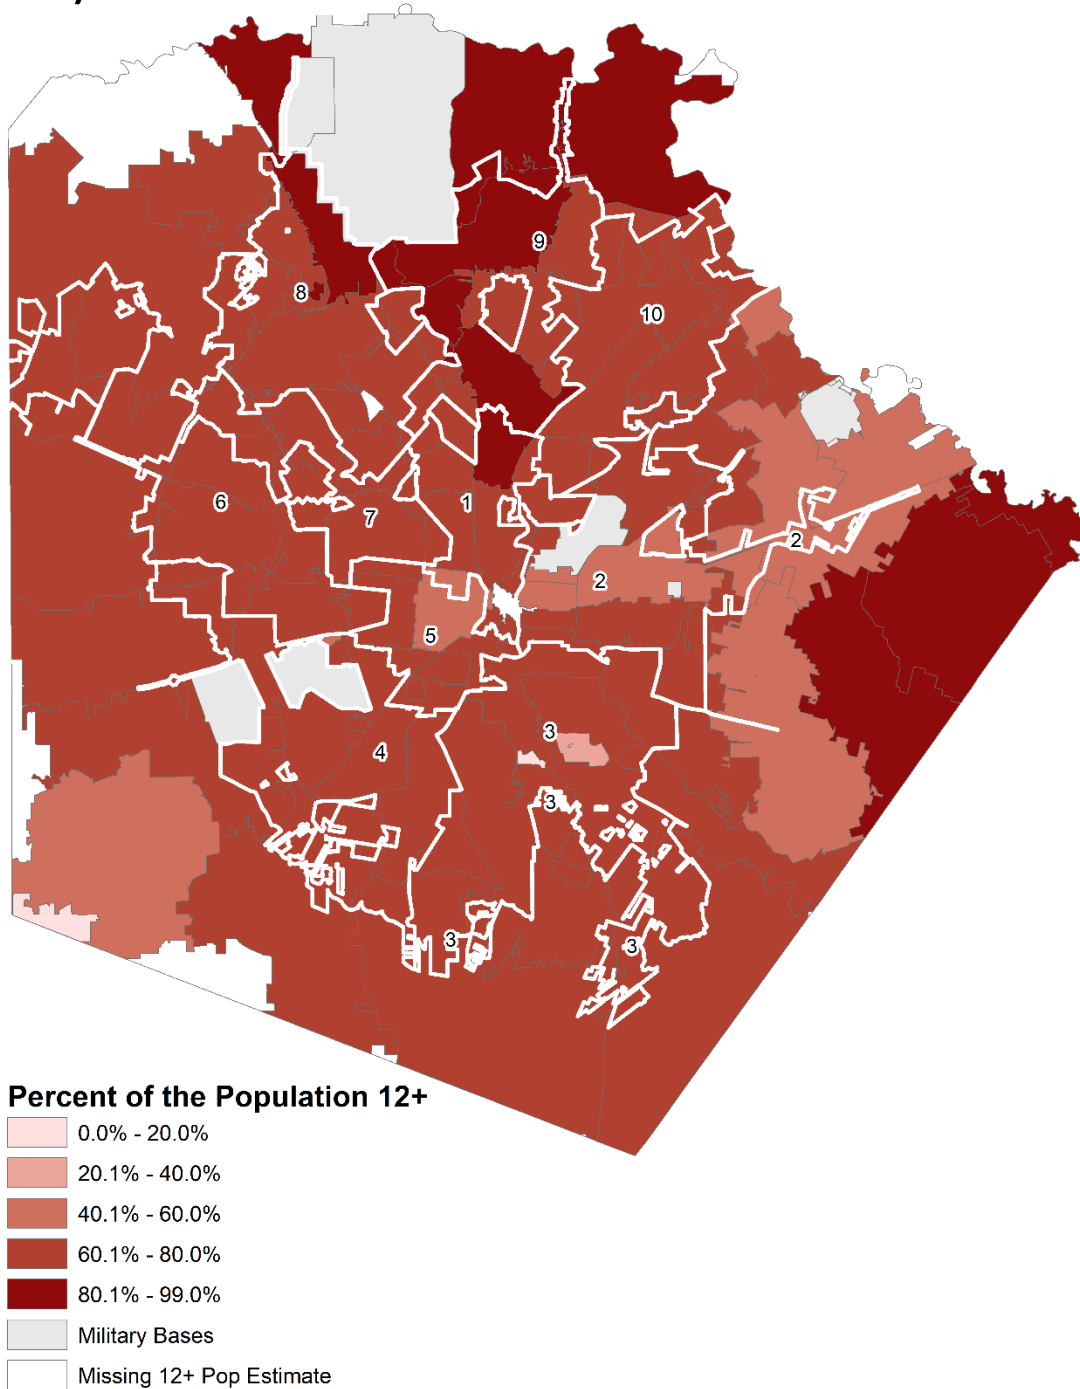 9
8
10
6
1
7
2
2
5
3
4
3
3
3
Percent of the Population 12+
0.0% - 20.0%
20.1% - 40.0%
40.1% - 60.0%
60.1% - 80.0%
80.1% - 99.0%
Military Bases
Missing 12+ Pop Estimate